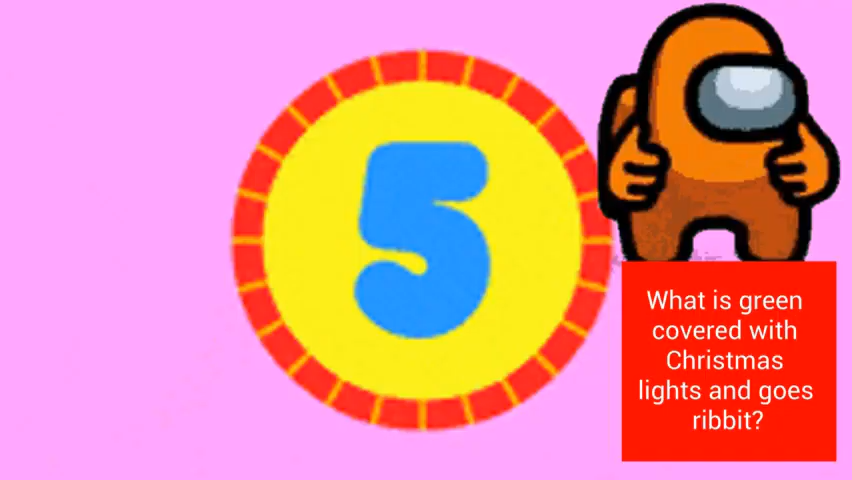 5
What is green
covered with
Christmas
lights and goes
ribbit?